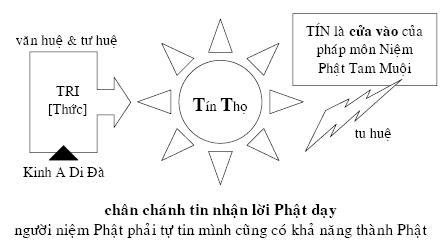 văn huệ & tư huệ
TRI
[Thức]
Kinh A Di Đà
Tín Thọ
TÍN là cửa vào của
pháp môn Niệm
Phật Tam Muội
tu huệ
chân chánh tin nhận lời Phật dạy
người niệm Phật phải tự tin mình cũng có khả năng thành Phật